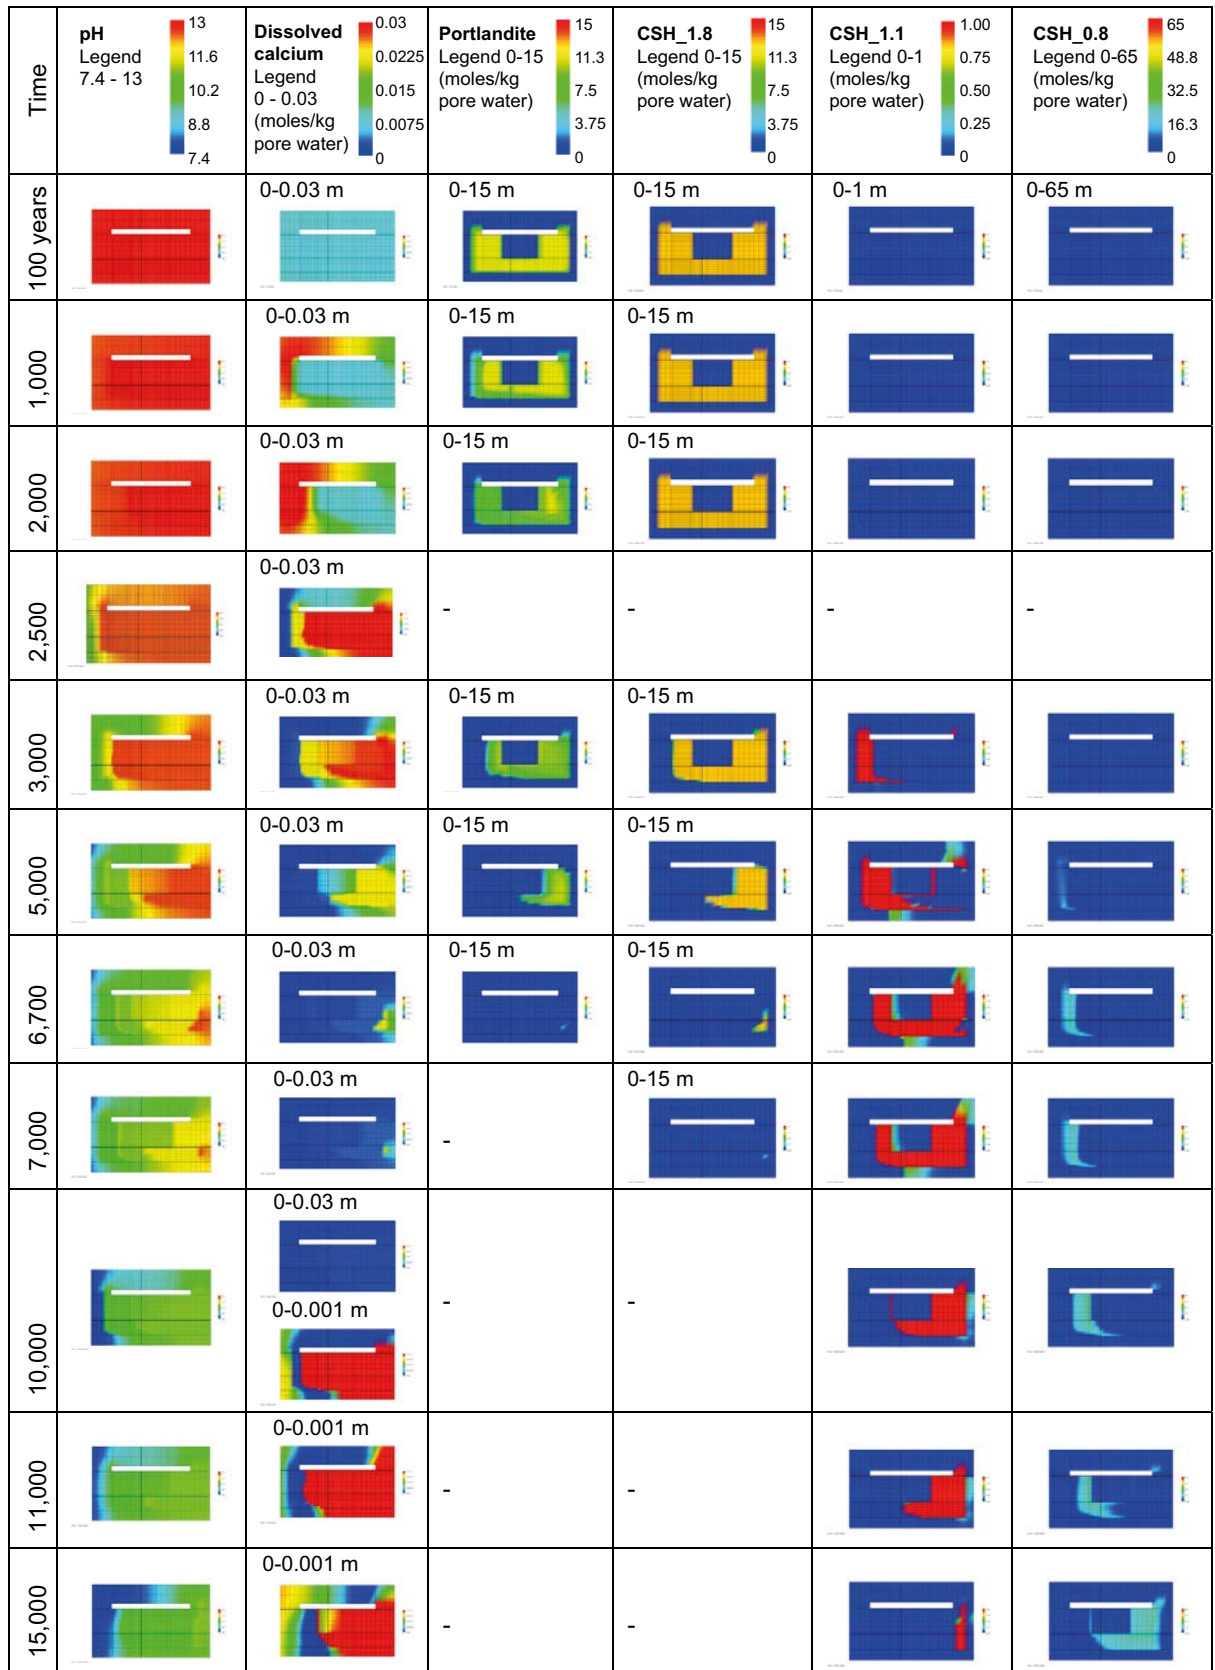 Time
pH
Legend
7.4 - 13
13
11.6
10.2
8.8
7.4
Dissolved
calcium
Legend
0 - 0.03
(moles/kg
pore water)
0.03
0.0225
0.015
0.0075
0
Portlandite
Legend 0-15
(moles/kg
pore water)
15
11.3
7.5
3.75
0
CSH_1.8
Legend 0-15
(moles/kg
pore water)
15
11.3
7.5
3.75
0
CSH_1.1
Legend 0-1
(moles/kg
pore water)
1.00
0.75
0.50
0.25
0
CSH_0.8
Legend 0-65
(moles/kg
pore water)
65
48.8
32.5
16.3
0
100 years
0-0.03 m
0-15 m
0-15 m
0-1 m
0-65 m
1,000
0-0.03 m
0-15 m
0-15 m
2,000
0-0.03 m
0-15 m
0-15 m
2,500
0-0.03 m
-
-
-
-
3,000
0-0.03 m
0-15 m
0-15 m
5,000
0-0.03 m
0-15 m
0-15 m
6,700
0-0.03 m
0-15 m
0-15 m
7,000
0-0.03 m
-
0-15 m
10,000
0-0.03 m
0-0.001 m
-
-
11,000
0-0.001 m
-
-
15,000
0-0.001 m
-
-